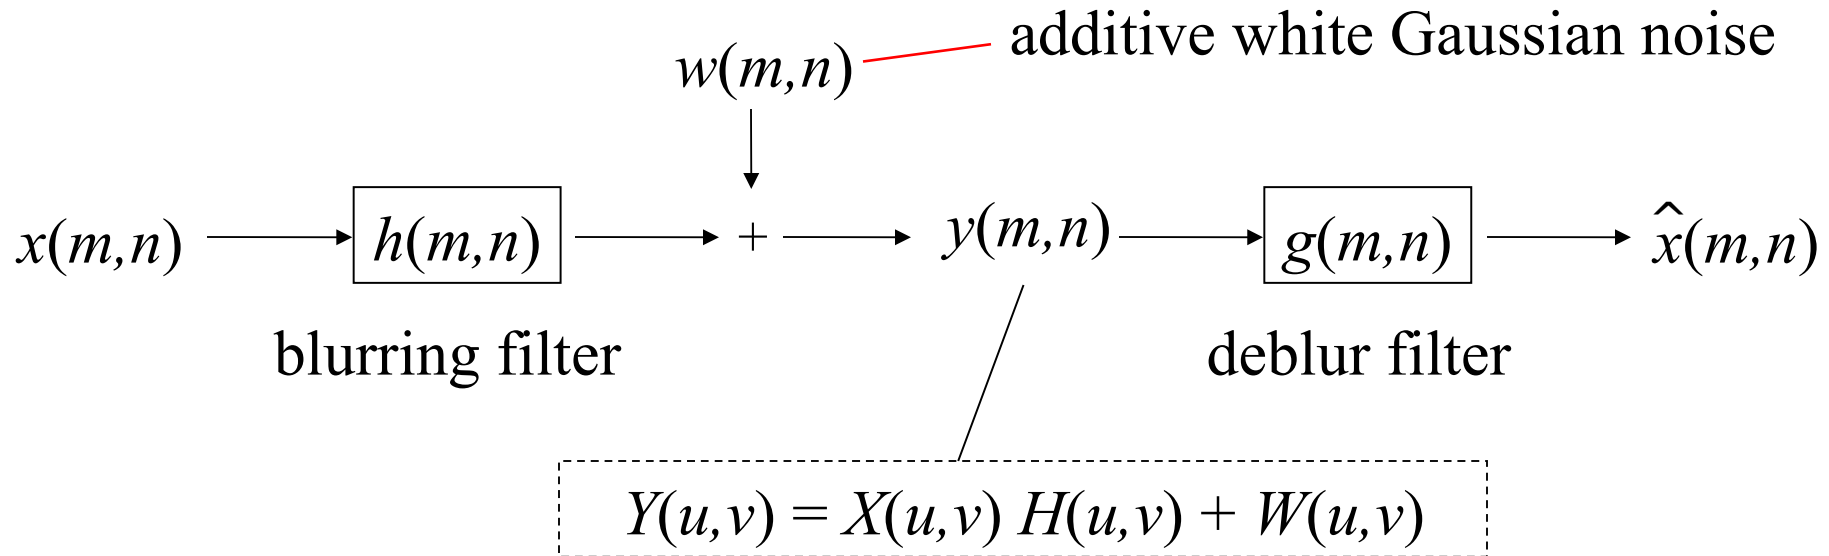 additive white Gaussian noise
w(m,n)
x(m,n) h(m,n) + y(m,n) g(m,n) x̂(m,n)
blurring filter deblur filter
Y(u,v) = X(u,v) H(u,v) + W(u,v)